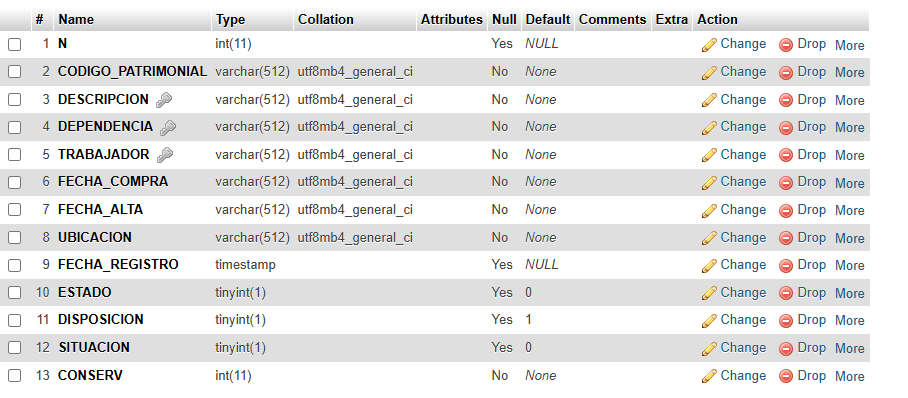 # Name Type Collation Attributes Null Default Comments Extra Action
1 N int(11) Yes NULL Change Drop More
2 CODIGO_PATRIMONIAL varchar(512) utf8mb4_general_ci No None Change Drop More
3 DESCRIPCION varchar(512) utf8mb4_general_ci No None Change Drop More
4 DEPENDENCIA varchar(512) utf8mb4_general_ci No None Change Drop More
5 TRABAJADOR varchar(512) utf8mb4_general_ci No None Change Drop More
6 FECHA_COMPRA varchar(512) utf8mb4_general_ci No None Change Drop More
7 FECHA_ALTA varchar(512) utf8mb4_general_ci No None Change Drop More
8 UBICACION varchar(512) utf8mb4_general_ci No None Change Drop More
9 FECHA_REGISTRO timestamp Yes NULL Change Drop More
10 ESTADO tinyint(1) Yes 0 Change Drop More
11 DISPOSICION tinyint(1) Yes 1 Change Drop More
12 SITUACION tinyint(1) Yes 0 Change Drop More
13 CONSERV int(11) No None Change Drop More